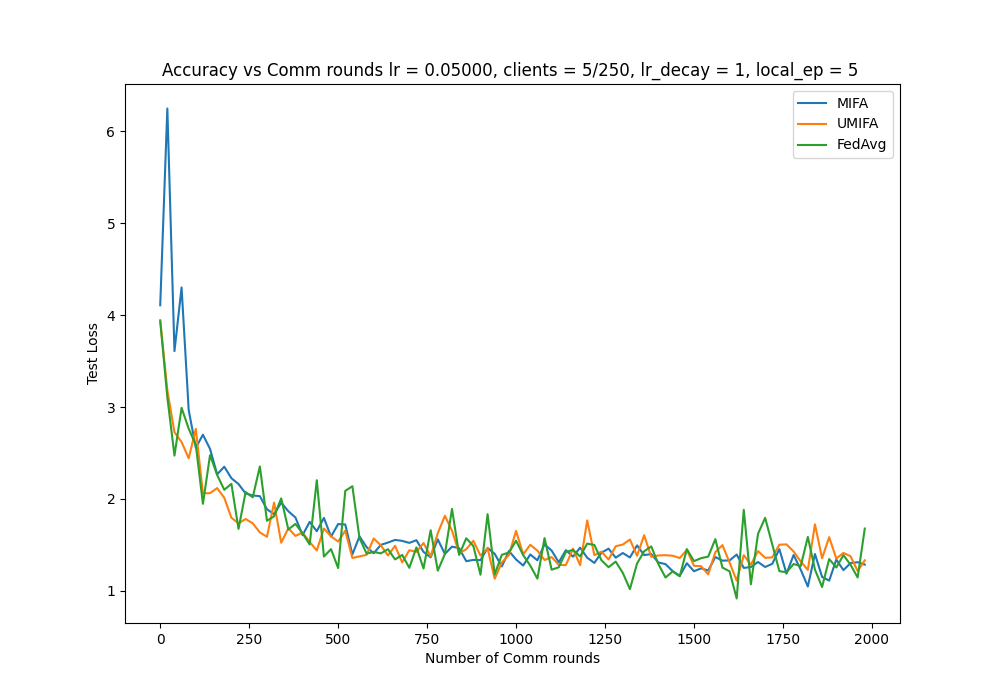 Accuracy vs Comm rounds lr = 0.05000, clients = 5/250, lr_decay = 1, local_ep = 5
MIFA
UMIFA
FedAvg
6
5
4
3
2
1
Test Loss
0
250
500
750
1000
1250
1500
1750
2000
Number of Comm rounds